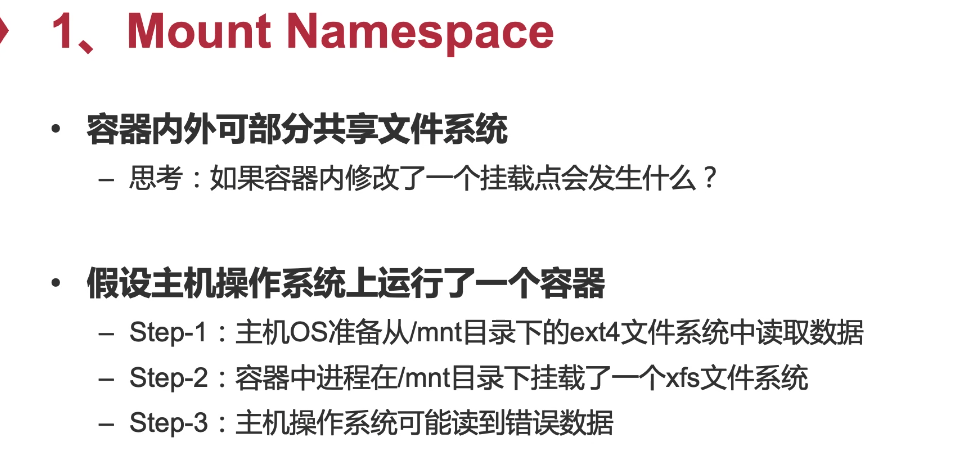 1、Mount Namespace
• 容器内外可部分共享文件系统
– 思考：如果容器内修改了一个挂载点会发生什么？
• 假设主机操作系统上运行了一个容器
– Step-1：主机OS准备从/mnt目录下的ext4文件系统中读取数据
– Step-2：容器中进程在/mnt目录下挂载了一个xfs文件系统
– Step-3：主机操作系统可能读到错误数据